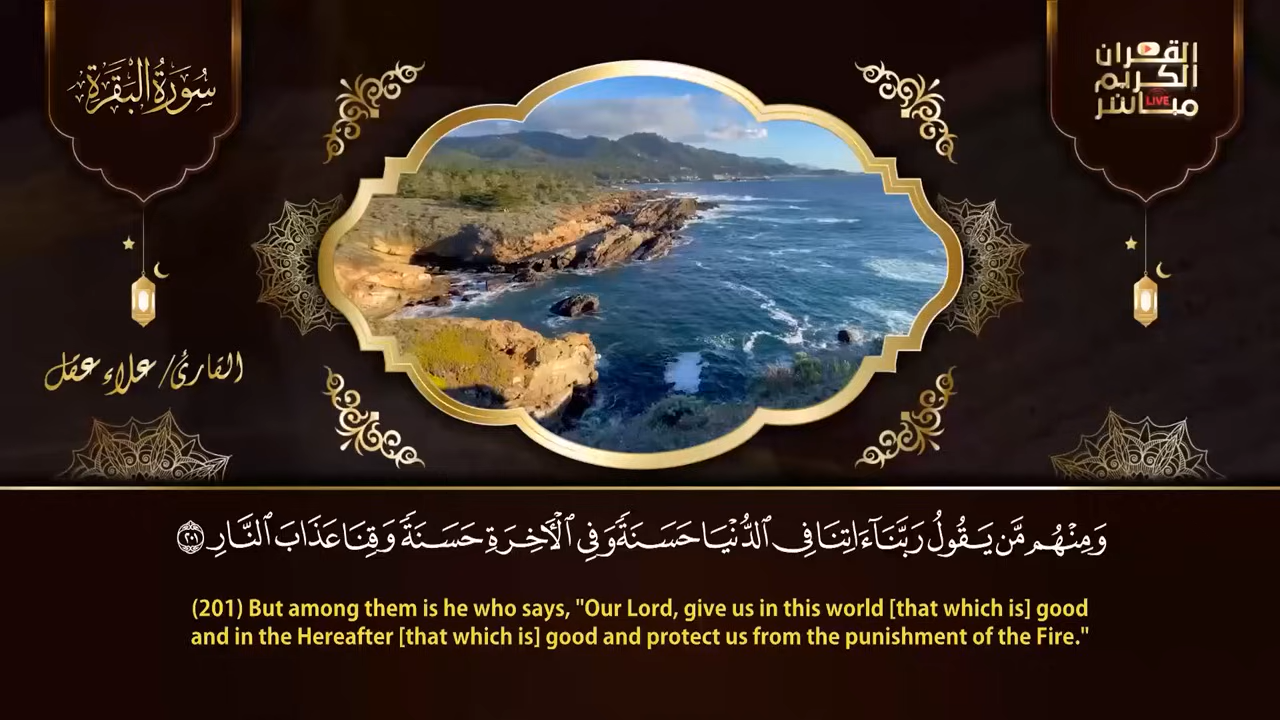 سُورَةُ البَقَرَةِ
القرآن
الكريم
مباشر
LIVE
القارئ/ علاء عقل
وَمِنْهُم مَّن يَقُولُ رَبَّنَآ ءَاتِنَا فِى ٱلدُّنْيَا حَسَنَةً وَفِى ٱلْأَخِرَةِ حَسَنَةً وَقِنَا عَذَابَ ٱلنَّارِ ٢٠١
(201) But among them is he who says, "Our Lord, give us in this world [that which is] good
and in the Hereafter [that which is] good and protect us from the punishment of the Fire."